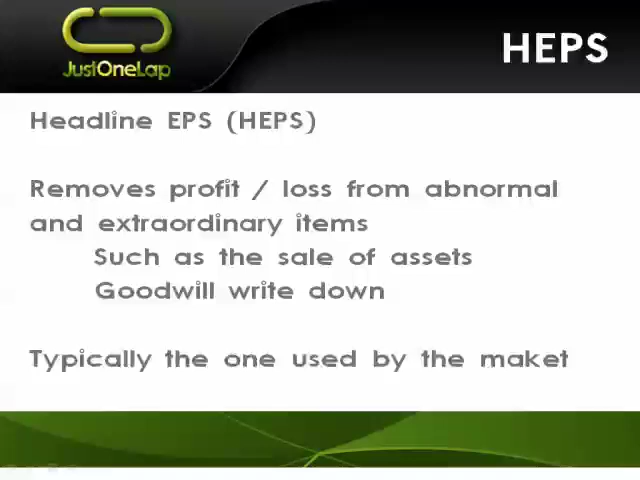 JustOneLap
HEPS
Headline EPS (HEPS)
Removes profit / loss from abnormal
and extraordinary items
Such as the sale of assets
Goodwill write down
Typically the one used by the maket